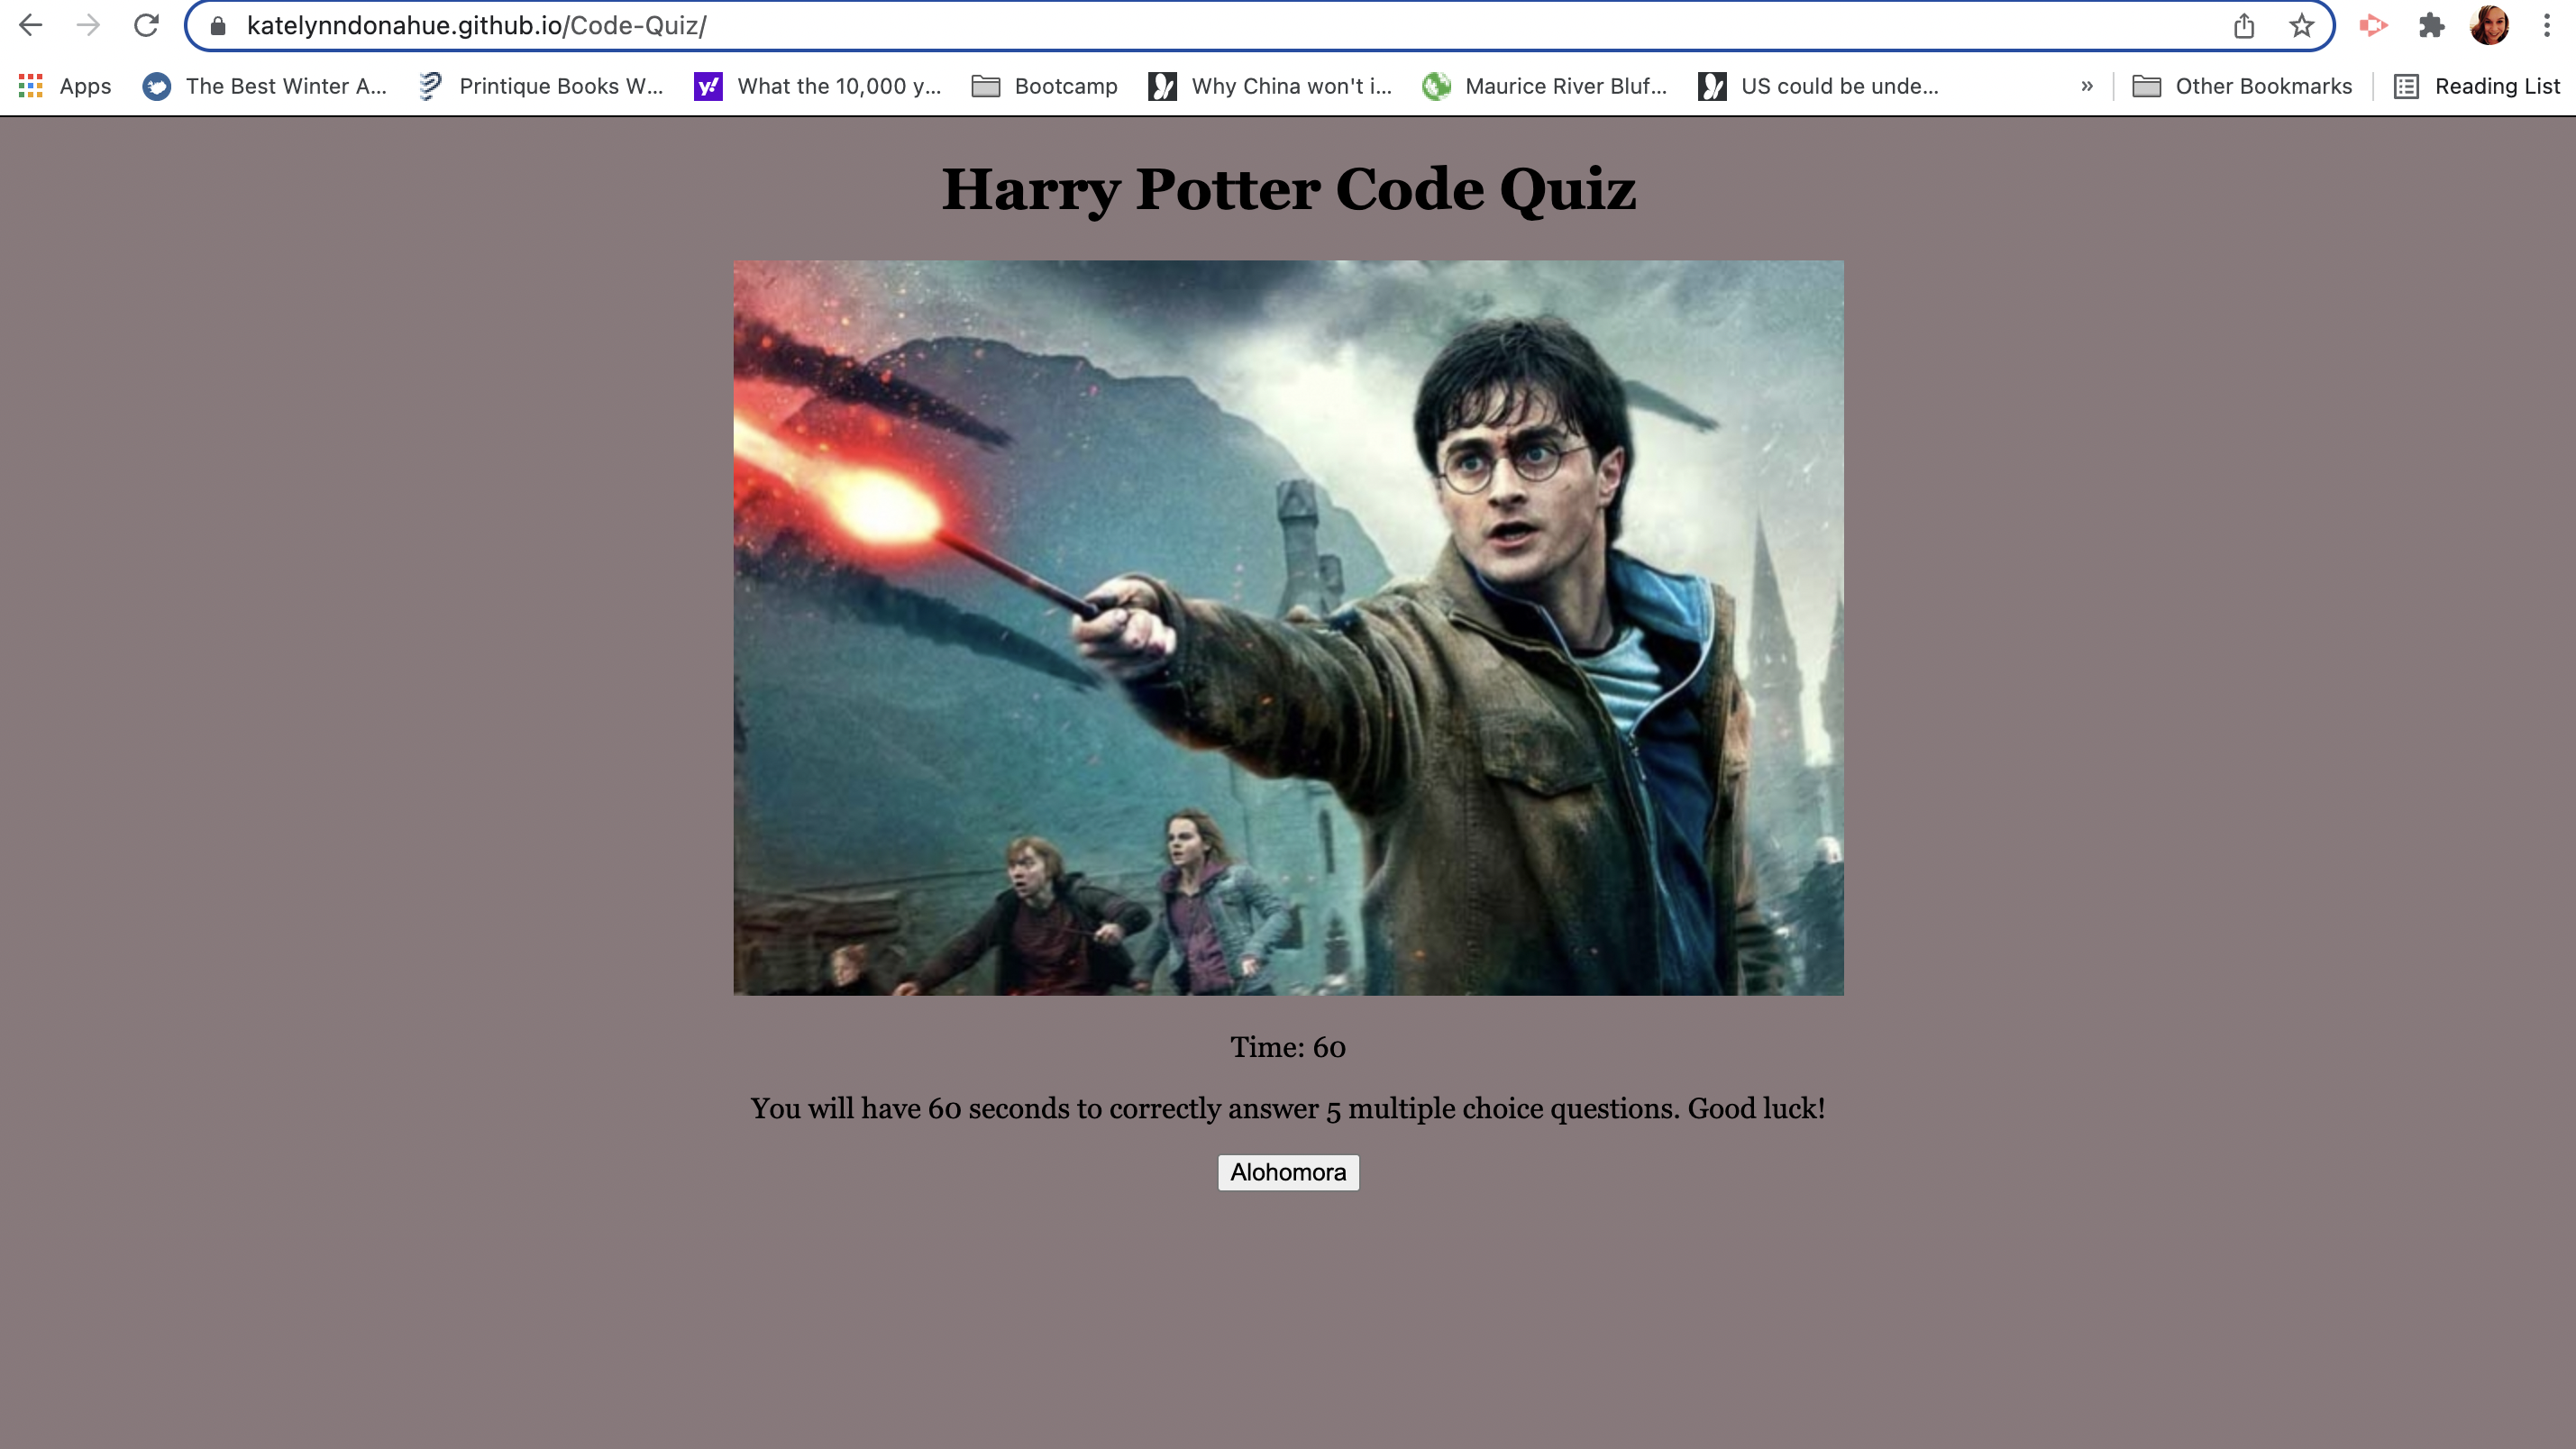 katelynndonahue.github.io/Code-Quiz/
Apps The Best Winter A... Printique Books W... What the 10,000 y... Bootcamp Why China won't i... Maurice River Bluf... US could be unde... » Other Bookmarks Reading List
Harry Potter Code Quiz
Time: 60
You will have 60 seconds to correctly answer 5 multiple choice questions. Good luck!
Alohomora